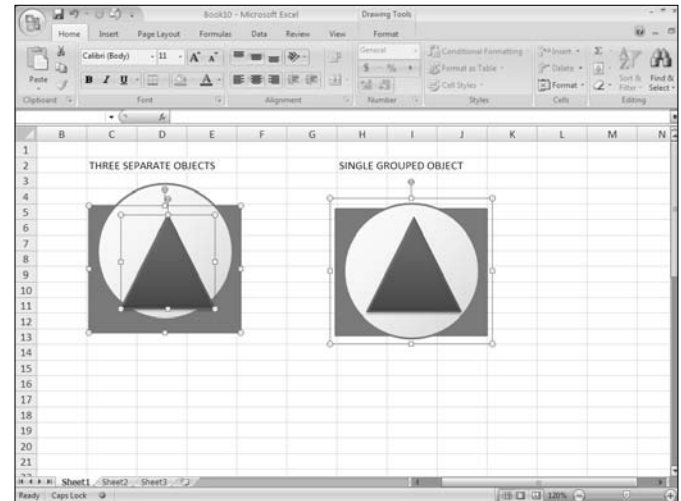 Book10 - Microsoft Excel Drawing Tools
Home Insert Page Layout Formulas Data Review View Format
Calibri (Body) 11 A A General Conditional Formatting Insert Σ
Paste B I U A $ % , Format as Table Delete Sort & Find &
Cell Styles Format Filter Select
Clipboard Font Alignment Number Styles Cells Editing
fx
B C D E F G H I J K L M N
1
2 THREE SEPARATE OBJECTS SINGLE GROUPED OBJECT
3
4
5
6
7
8
9
10
11
12
13
14
15
16
17
18
19
20
21
Sheet1 Sheet2 Sheet3
Ready Caps Lock 120%